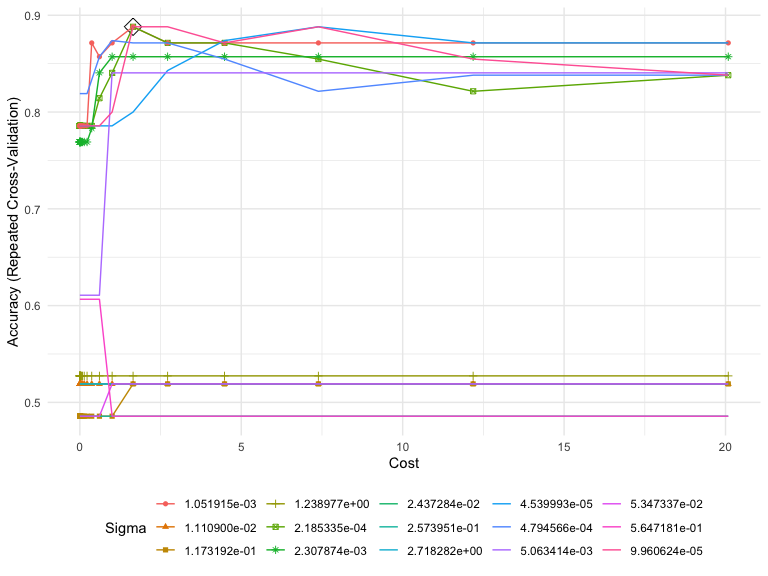 0.9
0.8
0.7
0.6
0.5
Accuracy (Repeated Cross-Validation)
0 5 10 15 20
Cost
Sigma
1.051915e-03 1.238977e+00 2.437284e-02 4.539993e-05 5.347337e-02
1.110900e-02 2.185335e-04 2.573951e-01 4.794566e-04 5.647181e-01
1.173192e-01 2.307874e-03 2.718282e+00 5.063414e-03 9.960624e-05